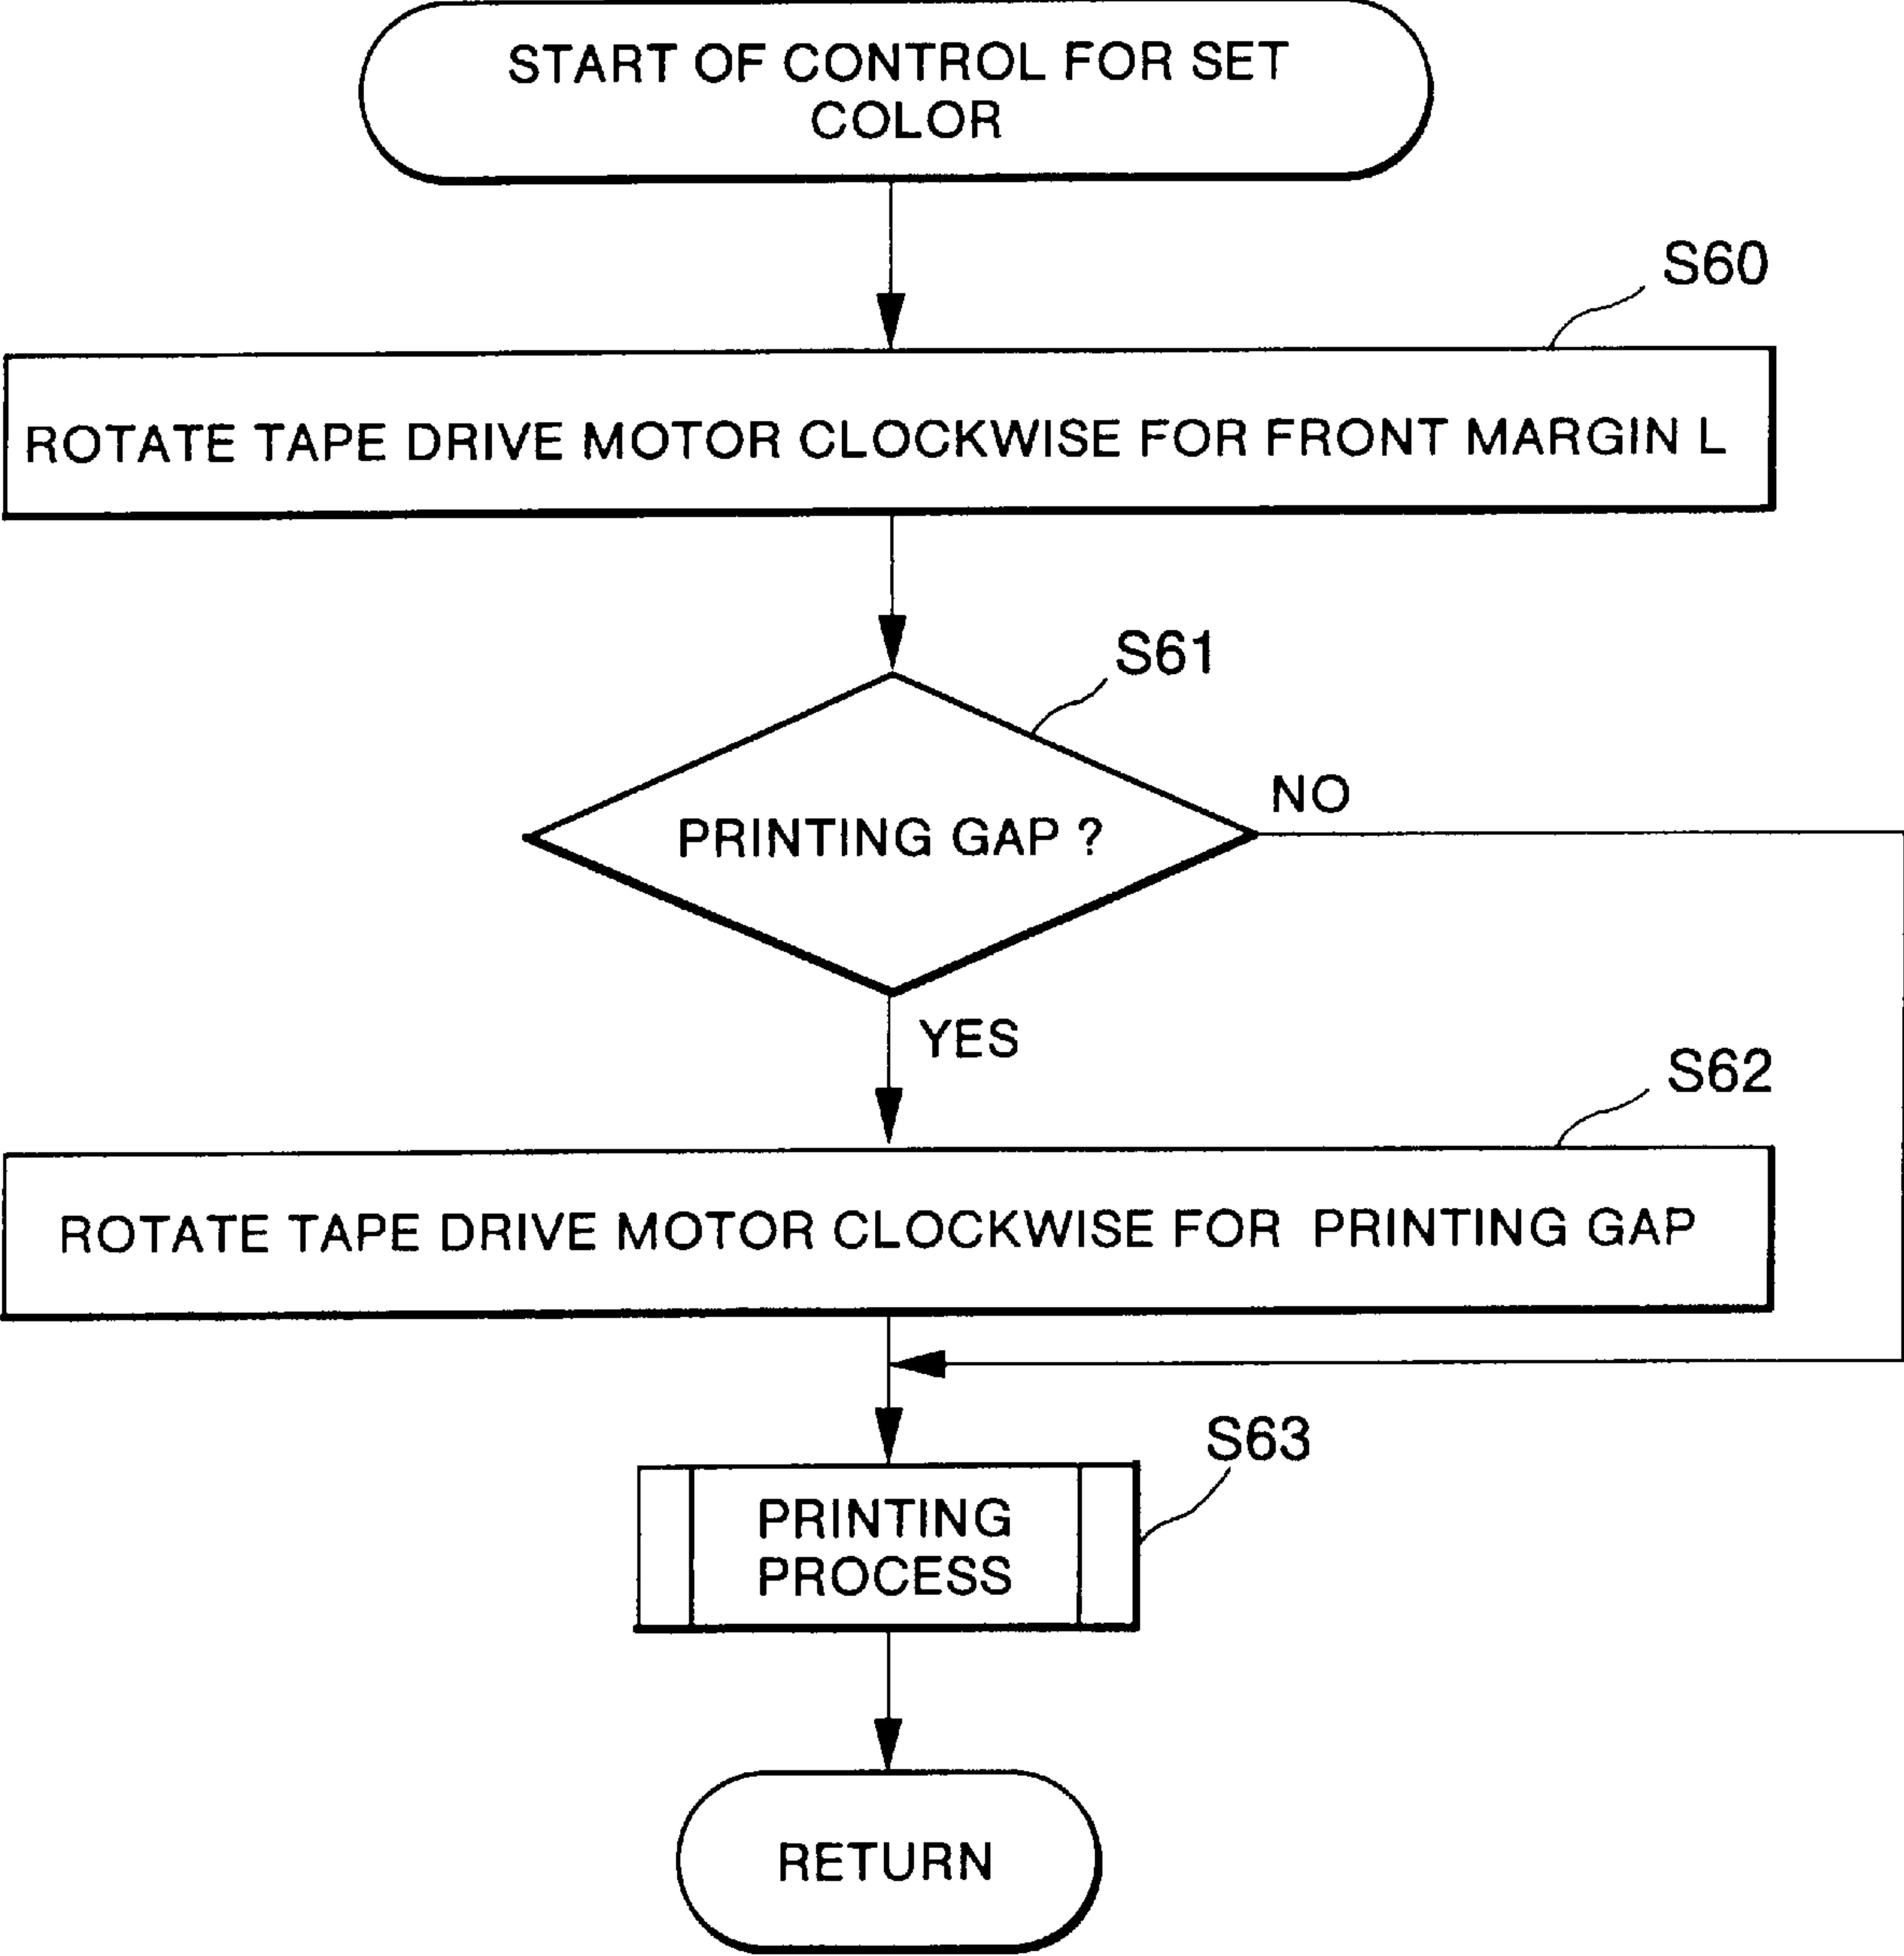 START OF CONTROL FOR SET
COLOR
S60
ROTATE TAPE DRIVE MOTOR CLOCKWISE FOR FRONT MARGIN L
S61
NO
PRINTING GAP ?
YES
S62
ROTATE TAPE DRIVE MOTOR CLOCKWISE FOR PRINTING GAP
S63
PRINTING
PROCESS
RETURN